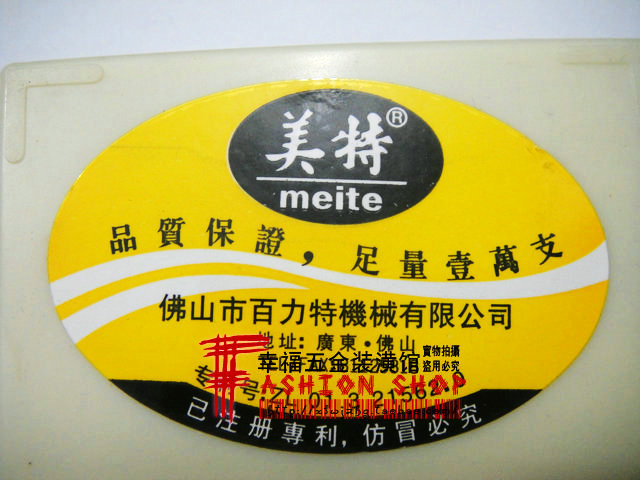 美特®
meite
品質保證，足量壹萬支
佛山市百力特機械有限公司
地址: 廣東·佛山
幸福五金装潢馆
實物拍攝
盗用必究
FASHION SHOP
已注册專利, 仿冒必究